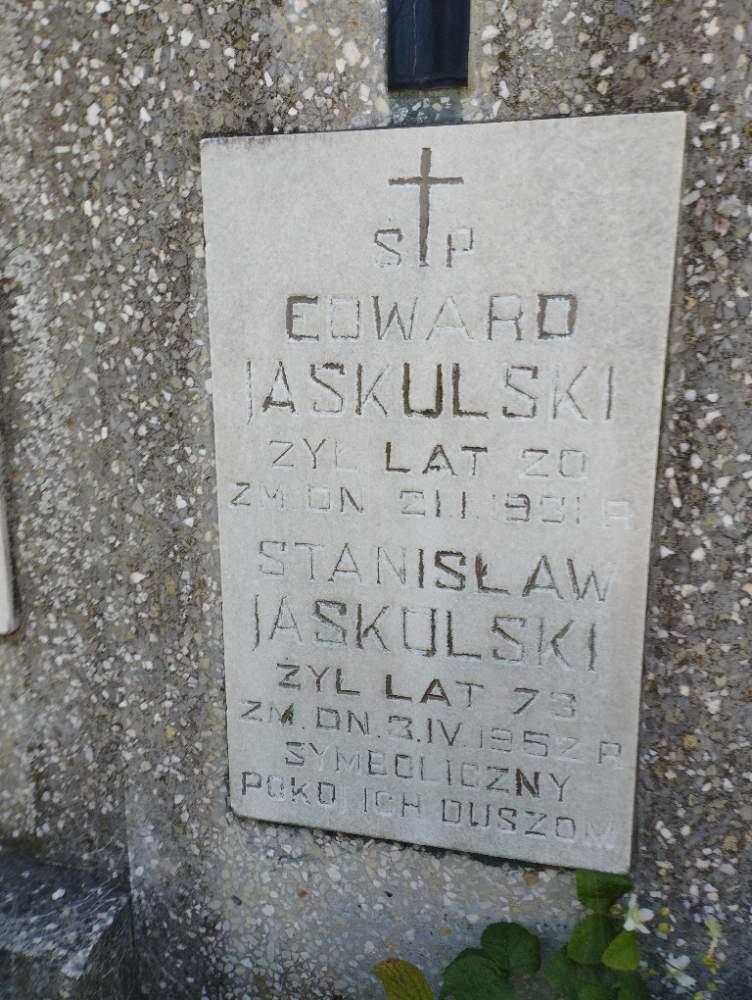 Ś P
EDWARD
JASKULSKI
ŻYŁ LAT 20
ZM DN 21 I 1931 R
STANISŁAW
JASKULSKI
ŻYŁ LAT 73
ZM. DN. 3.IV.1952 R
SYMBOLICZNY
POKÓJ ICH DUSZOM